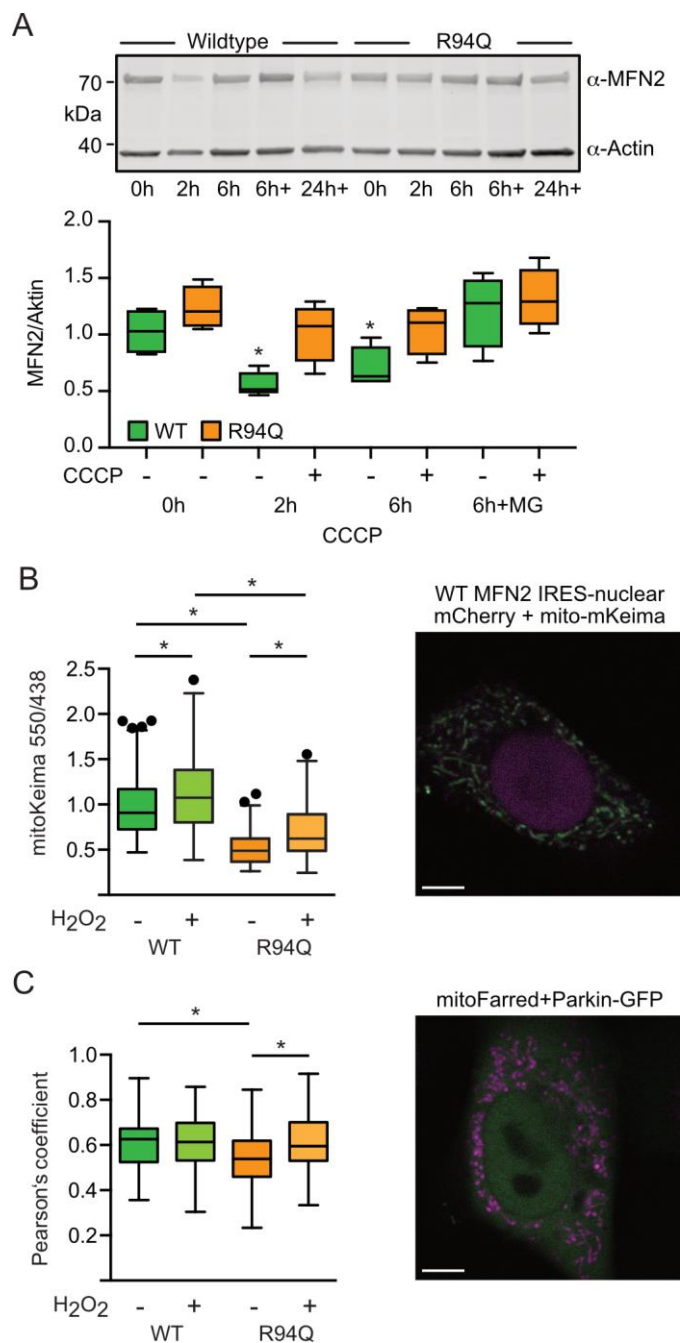 A
Wildtype R94Q
70
kDa
40
α-MFN2
α-Actin
0h 2h 6h 6h+ 24h+ 0h 2h 6h 6h+ 24h+
MFN2/Aktin
1.5
1.0
0.5
0.0
* *
WT R94Q
CCCP - - - + - + - +
0h 2h 6h 6h+MG
CCCP
B
mitoKeima 550/438
2.5
2.0
1.5
1.0
0.5
*
*
* *
H2O2 - + - +
WT R94Q
WT MFN2 IRES-nuclear
mCherry + mito-mKeima
C
Pearson's coefficient
1.0
0.8
0.6
0.4
0.2
*
*
H2O2 - + - +
WT R94Q
mitoFarred+Parkin-GFP